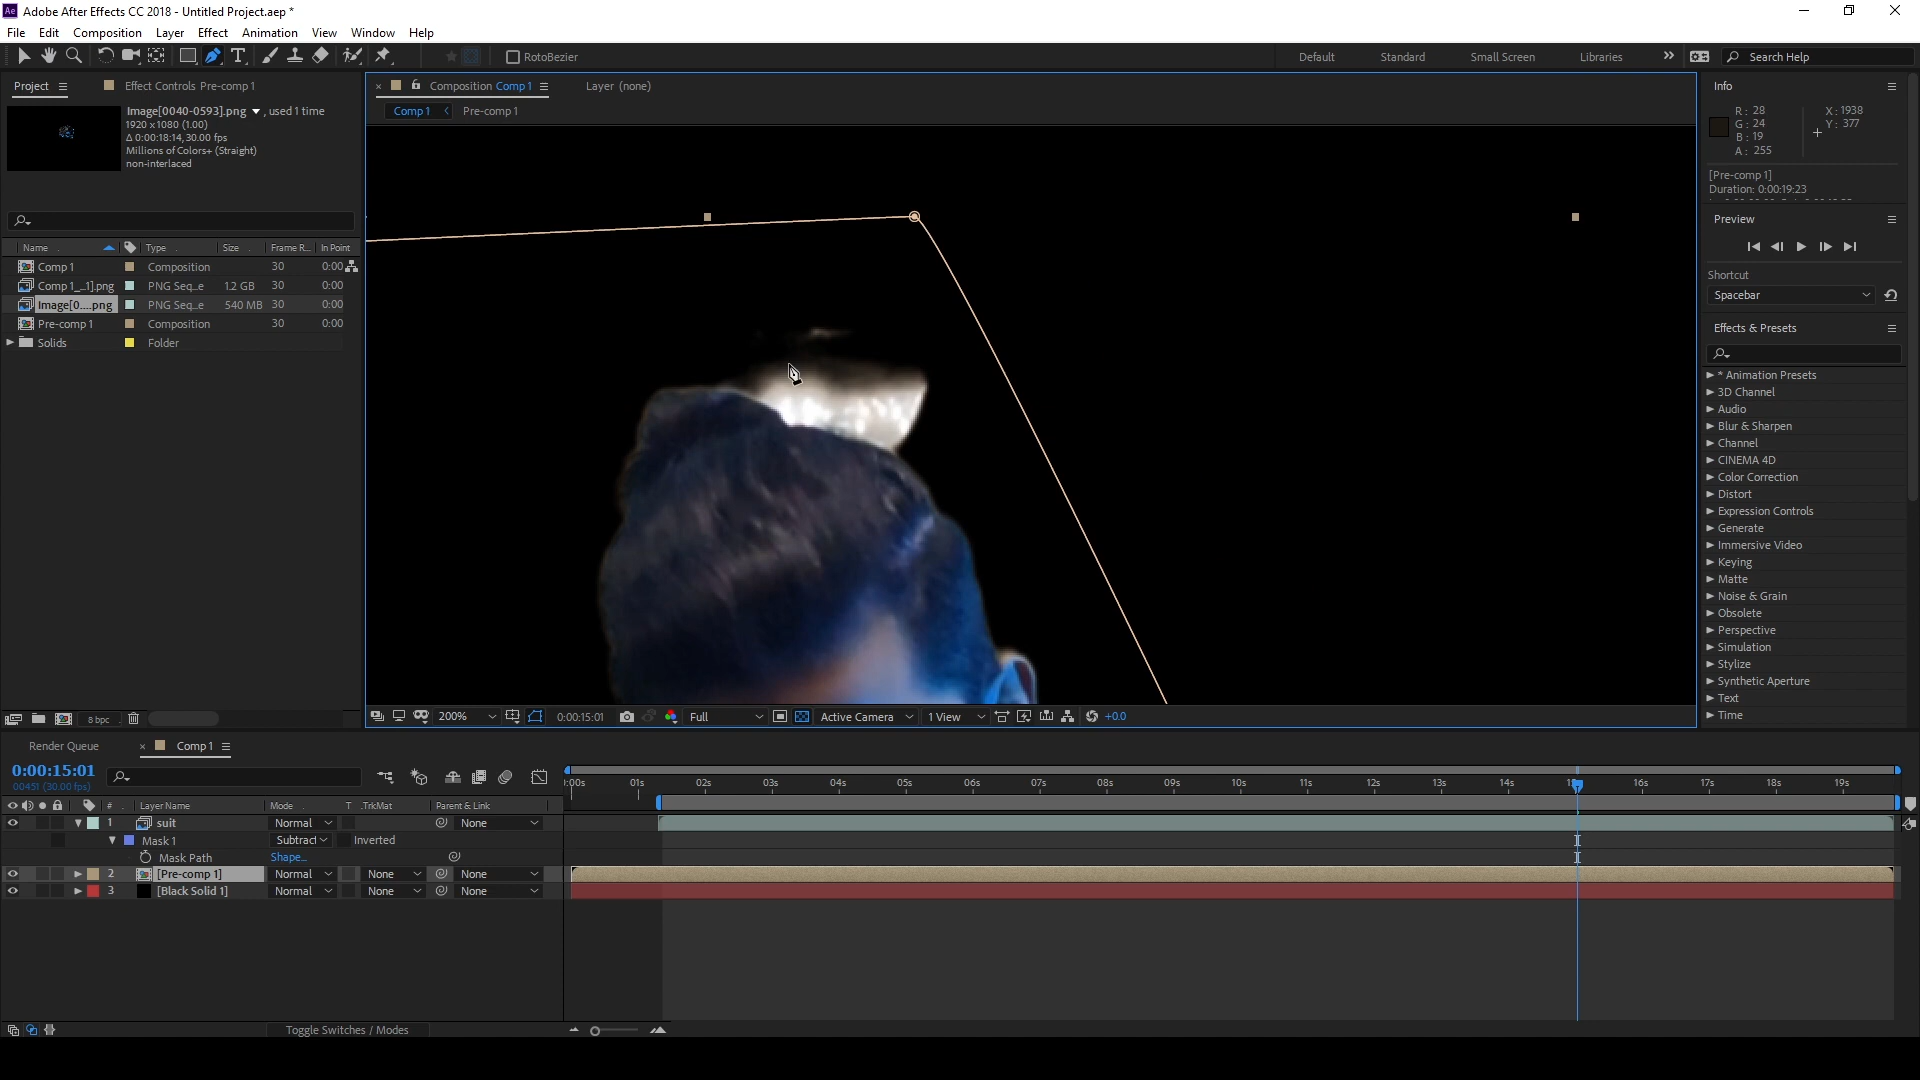 Ae Adobe After Effects CC 2018 - Untitled Project.aep *
File Edit Composition Layer Effect Animation View Window Help
T RotoBezier Default Standard Small Screen Libraries Search Help
Project Effect Controls Pre-comp 1
Image[0040-0593].png , used 1 time
1920 x 1080 (1.00)
Δ 0:00:18:14, 30.00 fps
Millions of Colors+ (Straight)
non-interlaced
Name Type Size Frame R... In Point
Comp 1 Composition 30 0:00
Comp 1_..1].png PNG Seq...e 1.2 GB 30 0:00
Image[0....png PNG Seq...e 540 MB 30 0:00
Pre-comp 1 Composition 30 0:00
Solids Folder
8 bpc
Composition Comp 1 Layer (none)
Comp 1 Pre-comp 1
200% 0:00:15:01 Full Active Camera 1 View +0.0
Info
R: 28 X: 1938
G: 24 Y: 377
B: 19
A: 255
[Pre-comp 1]
Duration: 0:00:19:23
Preview
Shortcut
Spacebar
Effects & Presets
* Animation Presets
3D Channel
Audio
Blur & Sharpen
Channel
CINEMA 4D
Color Correction
Distort
Expression Controls
Generate
Immersive Video
Keying
Matte
Noise & Grain
Obsolete
Perspective
Simulation
Stylize
Synthetic Aperture
Text
Time
Render Queue Comp 1
0:00:15:01
00451 (30.00 fps)
:00s 01s 02s 03s 04s 05s 06s 07s 08s 09s 10s 11s 12s 13s 14s 16s 17s 18s 19s
# Layer Name Mode T .TrkMat Parent & Link
1 suit Normal None
Mask 1 Subtract Inverted
Mask Path Shape...
2 [Pre-comp 1] Normal None None
3 [Black Solid 1] Normal None None
Toggle Switches / Modes